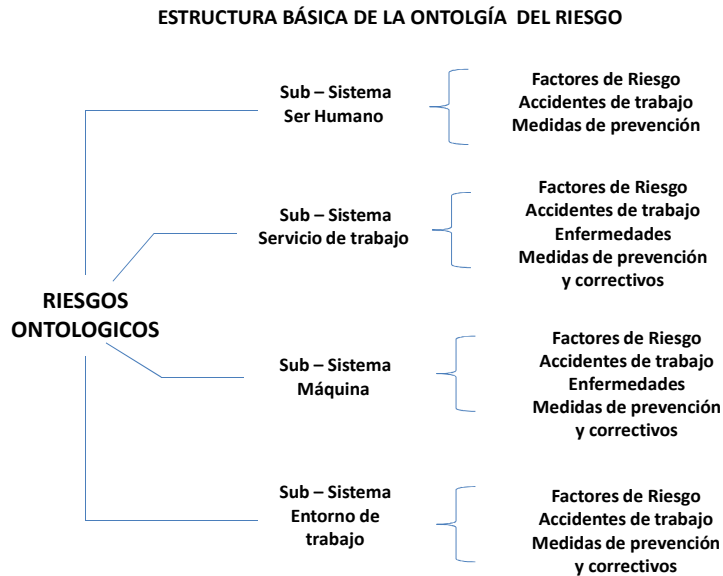 ESTRUCTURA BÁSICA DE LA ONTOLGÍA DEL RIESGO
Sub – Sistema
Ser Humano
Factores de Riesgo
Accidentes de trabajo
Medidas de prevención
Sub – Sistema
Servicio de trabajo
Factores de Riesgo
Accidentes de trabajo
Enfermedades
Medidas de prevención
y correctivos
RIESGOS
ONTOLOGICOS
Sub – Sistema
Máquina
Factores de Riesgo
Accidentes de trabajo
Enfermedades
Medidas de prevención
y correctivos
Sub – Sistema
Entorno de
trabajo
Factores de Riesgo
Accidentes de trabajo
Medidas de prevención
y correctivos